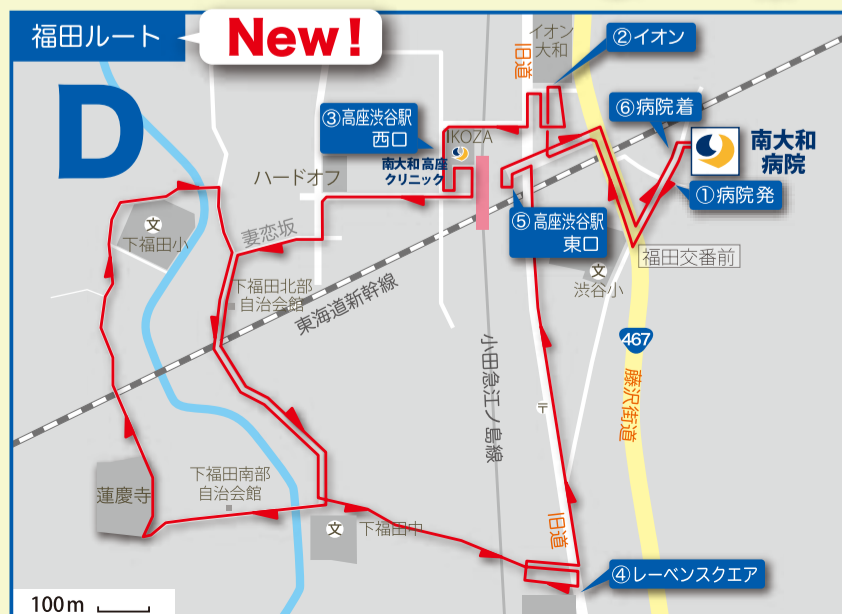 福田ルート
New!
D
イオン
大和
旧道
②イオン
③高座渋谷駅
西口
IKOZA
⑥病院着
南大和
病院
南大和高座
クリニック
①病院発
ハードオフ
⑤高座渋谷駅
東口
妻恋坂
文
下福田小
福田交番前
文
渋谷小
下福田北部
自治会館
東海道新幹線
467
小田急江ノ島線
藤沢街道
〒
下福田南部
自治会館
蓮慶寺
文
下福田中
旧道
④レーベンスクエア
100m